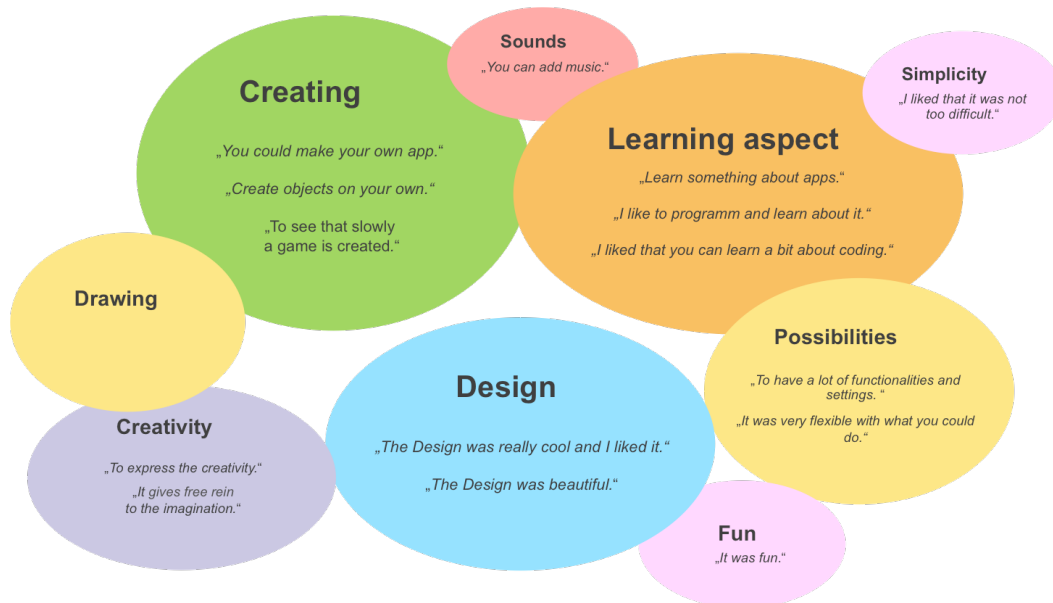 Creating
„You could make your own app.“
„Create objects on your own.“
„To see that slowly
a game is created.“
Sounds
„You can add music.“
Learning aspect
„Learn something about apps.“
„I like to programm and learn about it.“
„I liked that you can learn a bit about coding.“
Simplicity
„I liked that it was not
too difficult.“
Drawing
Creativity
„To express the creativity.“
„It gives free rein
to the imagination.“
Design
„The Design was really cool and I liked it.“
„The Design was beautiful.“
Possibilities
„To have a lot of functionalities and
settings. “
„It was very flexible with what you could
do.“
Fun
„It was fun.“